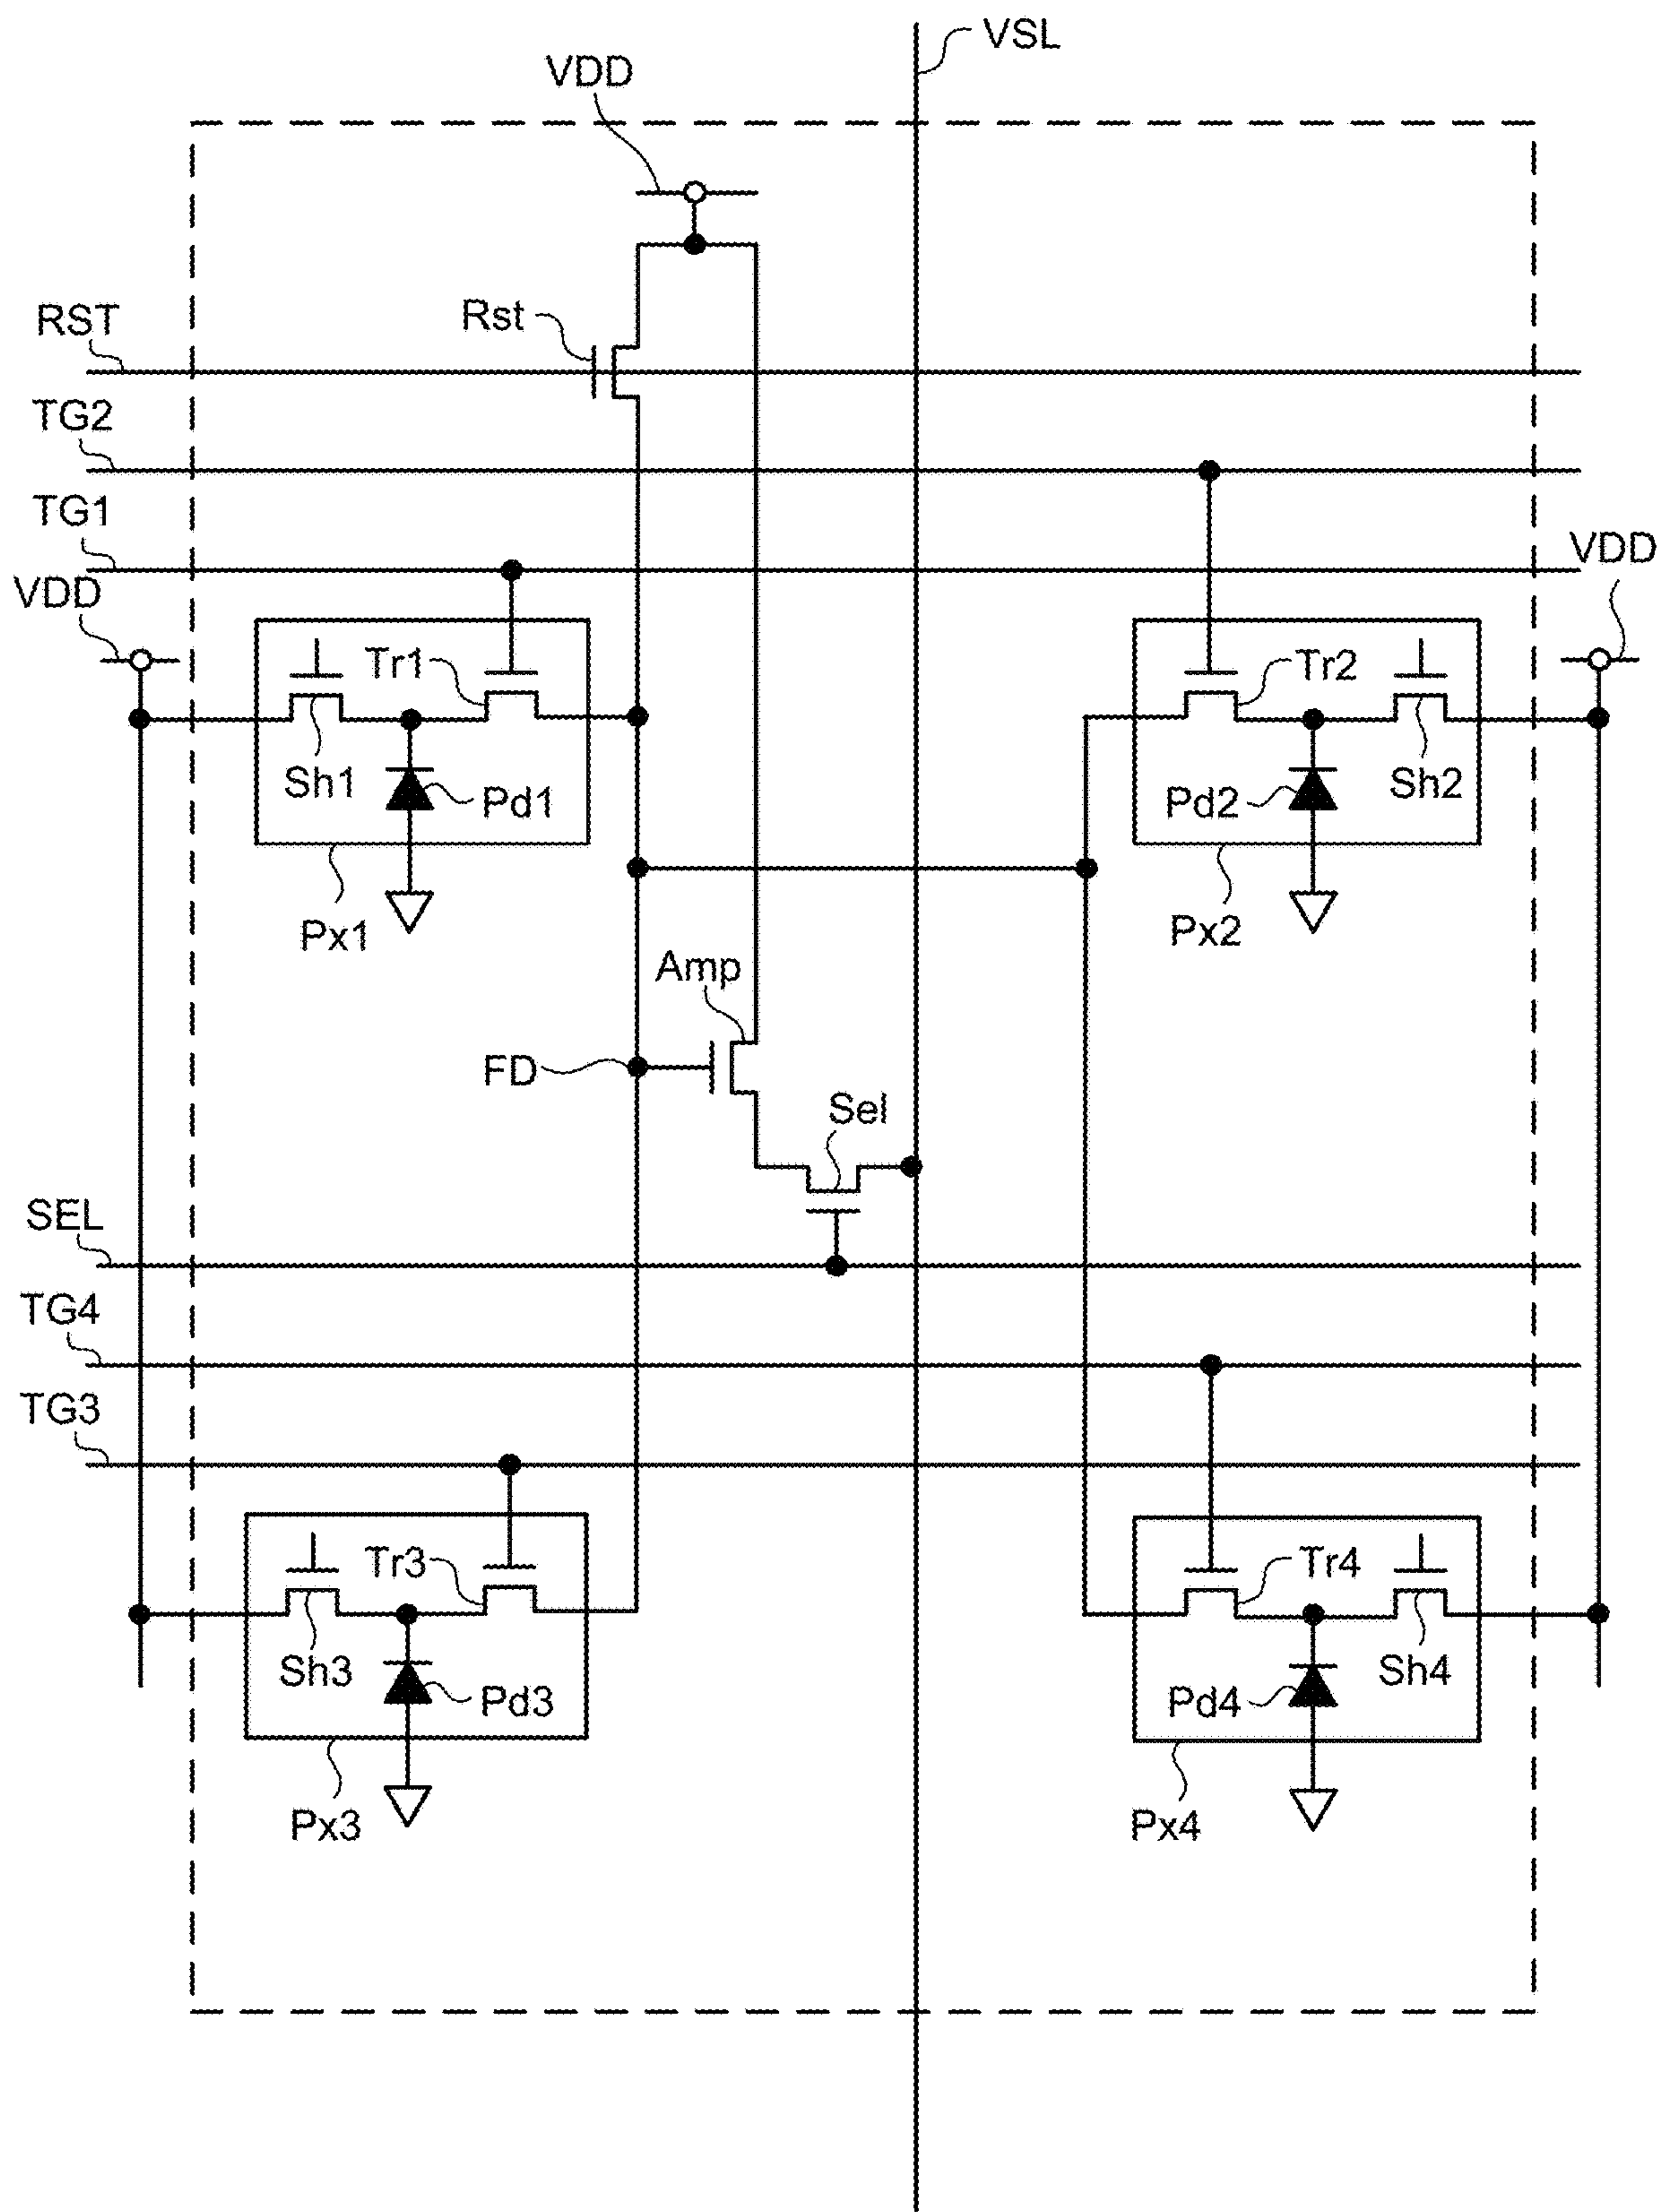 VSL
VDD
Rst
RST
TG2
TG1
VDD
VDD
Tr1
Tr2
Sh1
Pd1
Pd2
Sh2
Px1
Px2
Amp
FD
Sel
SEL
TG4
TG3
Tr3
Tr4
Sh3
Pd3
Pd4
Sh4
Px3
Px4